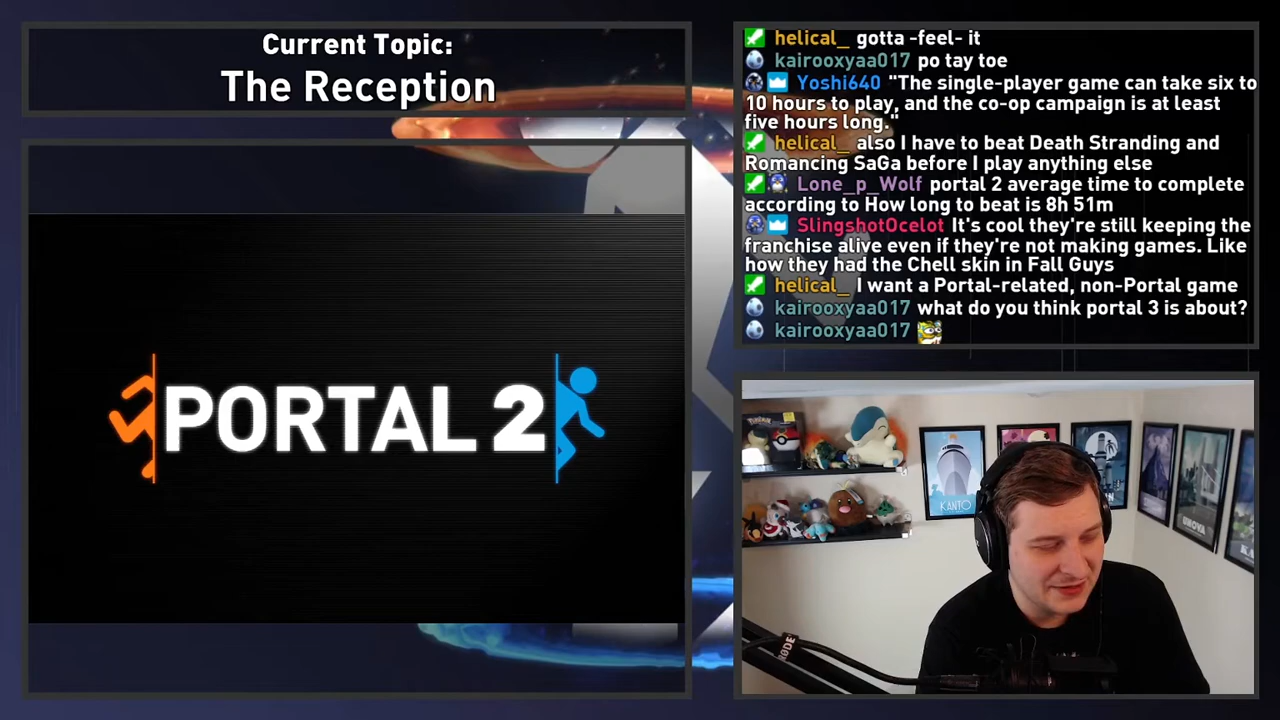 Current Topic:
The Reception
PORTAL 2
helical_ gotta -feel- it
kairooxyaa017 po tay toe
Yoshi640 "The single-player game can take six to
10 hours to play, and the co-op campaign is at least
five hours long."
helical_ also I have to beat Death Stranding and
Romancing SaGa before I play anything else
Lone_p_Wolf portal 2 average time to complete
according to How long to beat is 8h 51m
SlingshotOcelot It's cool they're still keeping the
franchise alive even if they're not making games. Like
how they had the Chell skin in Fall Guys
helical_ I want a Portal-related, non-Portal game
kairooxyaa017 what do you think portal 3 is about?
kairooxyaa017
KANTO
UNOVA
RØDE